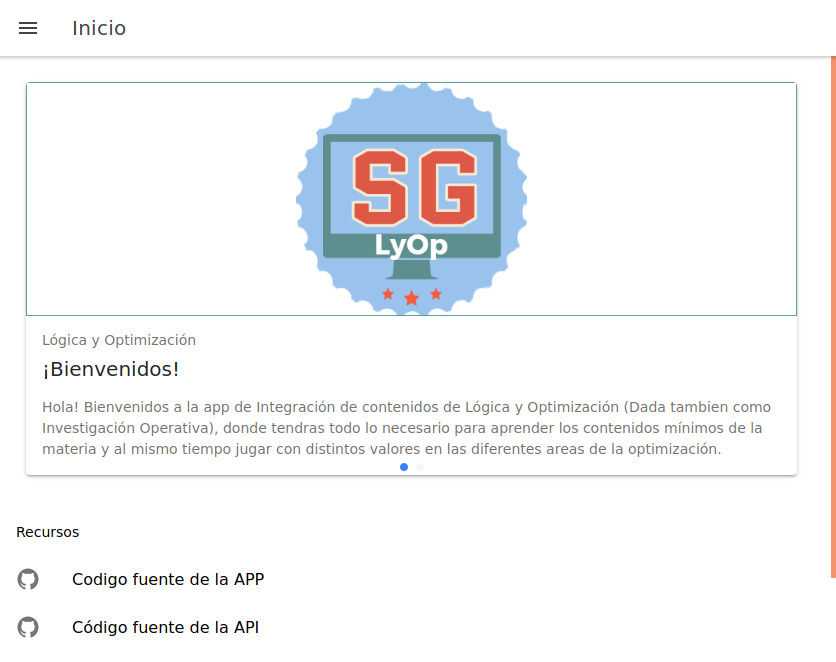 Inicio
SG
LyOp
Lógica y Optimización
¡Bienvenidos!
Hola! Bienvenidos a la app de Integración de contenidos de Lógica y Optimización (Dada tambien como
Investigación Operativa), donde tendras todo lo necesario para aprender los contenidos mínimos de la
materia y al mismo tiempo jugar con distintos valores en las diferentes areas de la optimización.
Recursos
Codigo fuente de la APP
Código fuente de la API